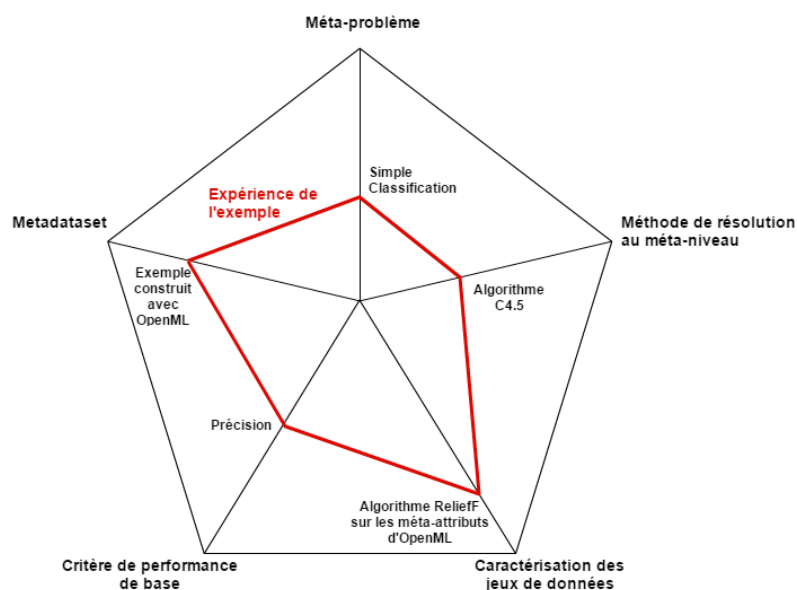 Méta-problème
Simple
Classification
Expérience de
l'exemple
Metadataset
Méthode de résolution
au méta-niveau
Exemple
construit
avec
OpenML
Algorithme
C4.5
Précision
Algorithme ReliefF
sur les méta-attributs
d'OpenML
Critère de performance
de base
Caractérisation des
jeux de données